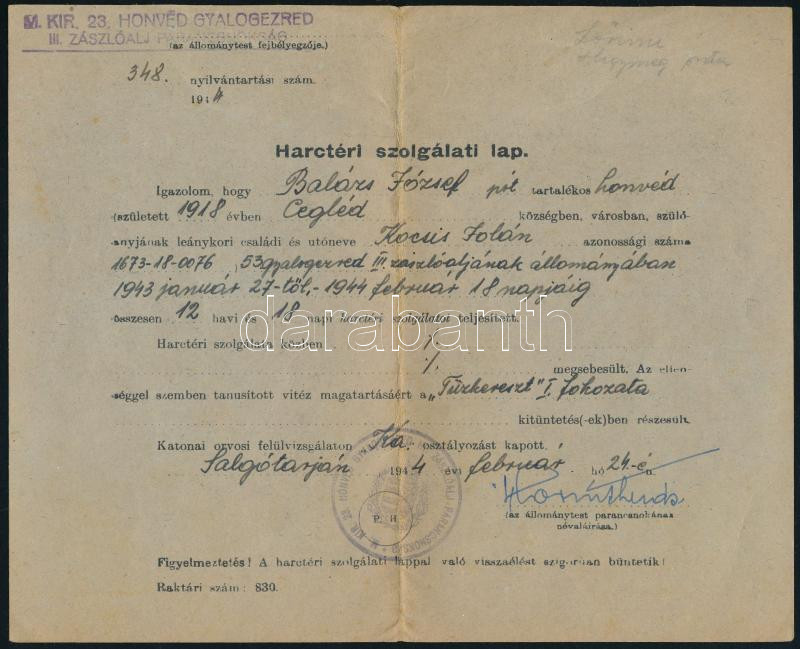 M. KIR. 23. HONVÉD GYALOGEZRED
III. ZÁSZLÓALJ PARANCSNOKSÁG
(az állománytest fejbélyegzője.)
348. nyilvántartási szám.
1944
Harctéri szolgálati lap.
Igazolom, hogy Balázs József pót tartalékos honvéd
(született 1918 évben Cegléd községben, városban, szülő-
anyjának leánykori családi és utóneve Kocsis Jolán azonossági száma
1673-18-0076, 53 gyalogezred III zászlóaljának állományában
1943 január 27-től,- 1944 február 18 napjáig
összesen 12 havi és 18 napi harctéri szolgálatot teljesített.
Harctéri szolgálata közben ·/.
·/. megsebesült. Az ellen-
séggel szemben tanusított vitéz magatartásáért a „Tűzkereszt" I. fokozata
kitüntetés(-ek)ben részesült.
Katonai orvosi felülvizsgálaton Ka. osztályozást kapott.
Salgótarján 1944 évi február hó 24-én.
P. H.
(az állománytest parancsnokának
névaláírása.)
Figyelmeztetés! A harctéri szolgálati lappal való visszaélést szigorúan büntetik!
Raktári szám: 830.
darabanth